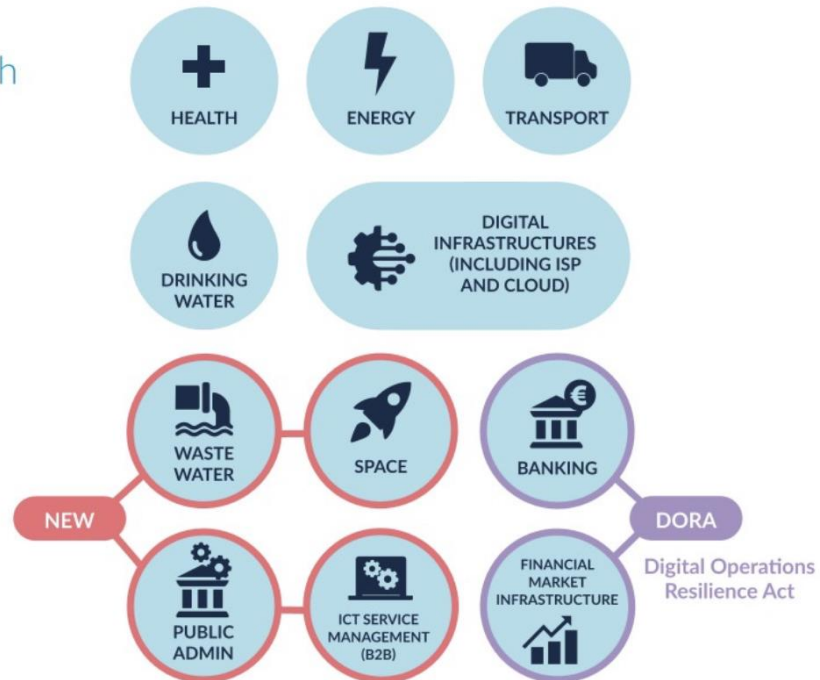 h
HEALTH
ENERGY
TRANSPORT
DRINKING
WATER
DIGITAL
INFRASTRUCTURES
(INCLUDING ISP
AND CLOUD)
WASTE
WATER
SPACE
BANKING
€
NEW
DORA
Digital Operations
Resilience Act
PUBLIC
ADMIN
ICT SERVICE
MANAGEMENT
(B2B)
FINANCIAL
MARKET
INFRASTRUCTURE